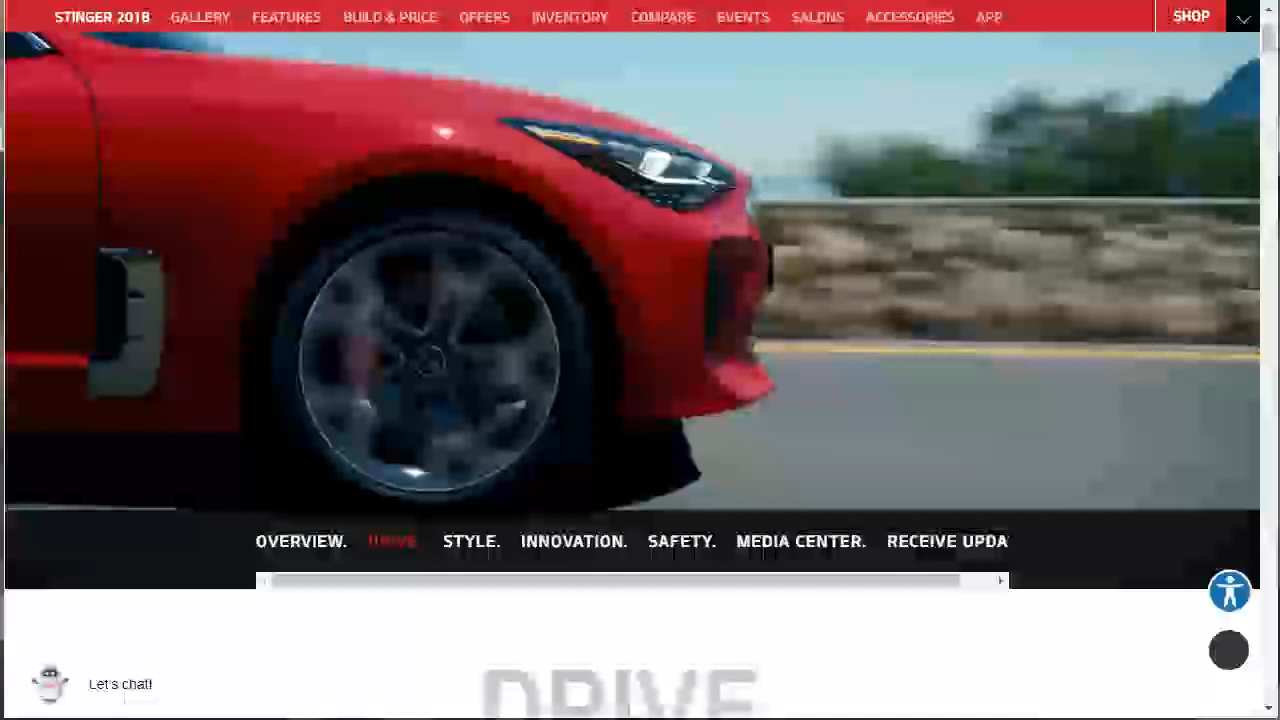 STINGER 2018 GALLERY FEATURES BUILD & PRICE OFFERS INVENTORY COMPARE EVENTS SALONS ACCESSORIES APP SHOP
OVERVIEW. DRIVE STYLE. INNOVATION. SAFETY. MEDIA CENTER. RECEIVE UPDA
DRIVE
Let's chat!